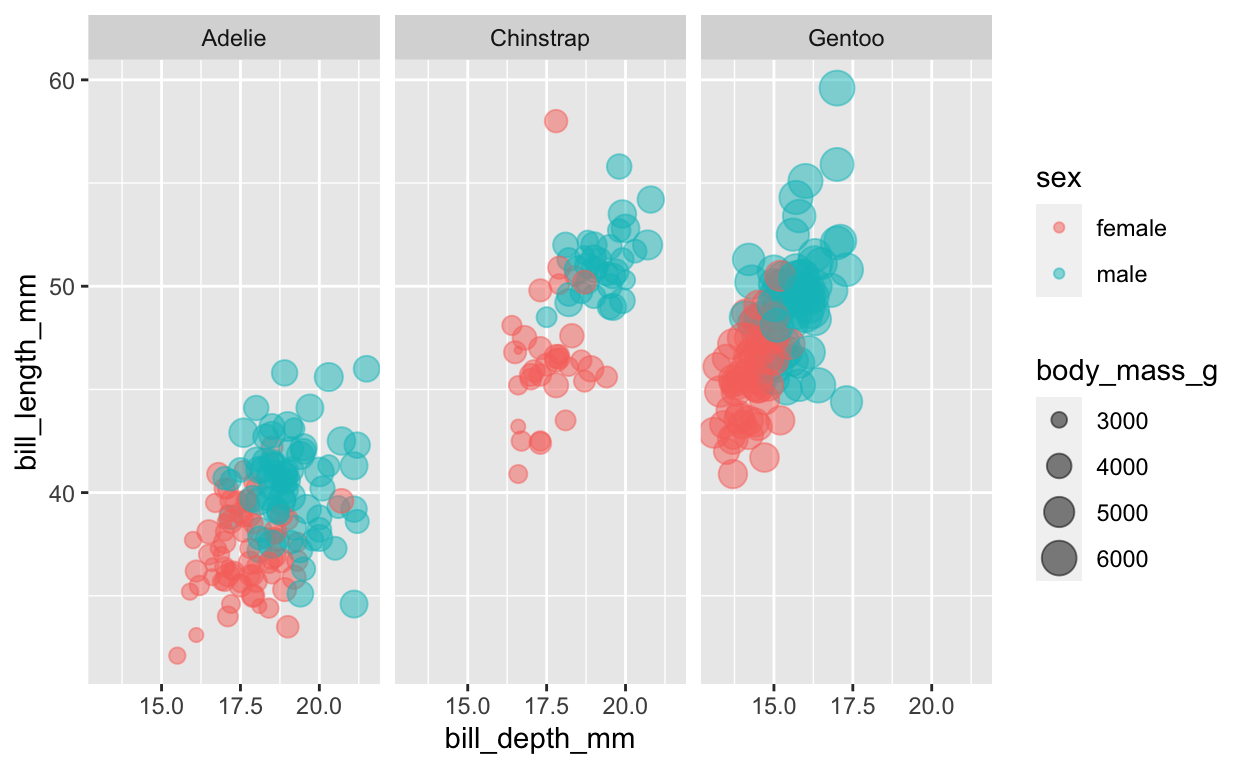 Adelie Chinstrap Gentoo
60
50
40
bill_length_mm
15.0 17.5 20.0 15.0 17.5 20.0 15.0 17.5 20.0
bill_depth_mm
sex
female
male
body_mass_g
3000
4000
5000
6000